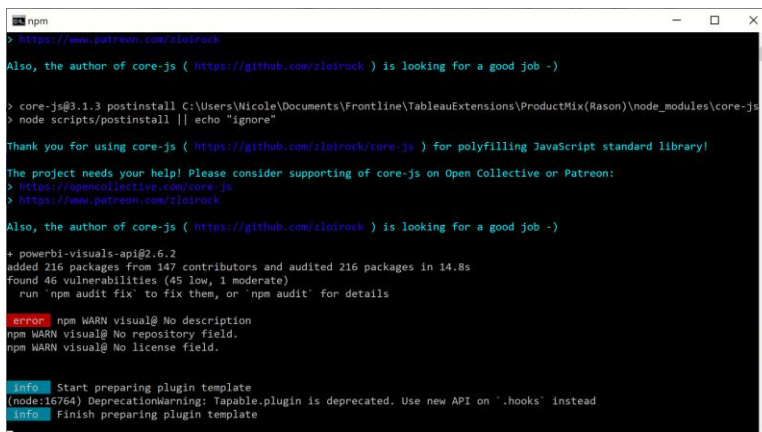 npm
> https://www.patreon.com/zloirock
Also, the author of core-js ( https://github.com/zloirock ) is looking for a good job -)
> core-js@3.1.3 postinstall C:\Users\Nicole\Documents\Frontline\TableauExtensions\ProductMix(Rason)\node_modules\core-js
> node scripts/postinstall || echo "ignore"
Thank you for using core-js ( https://github.com/zloirock/core-js ) for polyfilling JavaScript standard library!
The project needs your help! Please consider supporting of core-js on Open Collective or Patreon:
> https://opencollective.com/core-js
> https://www.patreon.com/zloirock
Also, the author of core-js ( https://github.com/zloirock ) is looking for a good job -)
+ powerbi-visuals-api@2.6.2
added 216 packages from 147 contributors and audited 216 packages in 14.8s
found 46 vulnerabilities (45 low, 1 moderate)
run `npm audit fix` to fix them, or `npm audit` for details
error npm WARN visual@ No description
npm WARN visual@ No repository field.
npm WARN visual@ No license field.
info Start preparing plugin template
(node:16764) DeprecationWarning: Tapable.plugin is deprecated. Use new API on `.hooks` instead
info Finish preparing plugin template